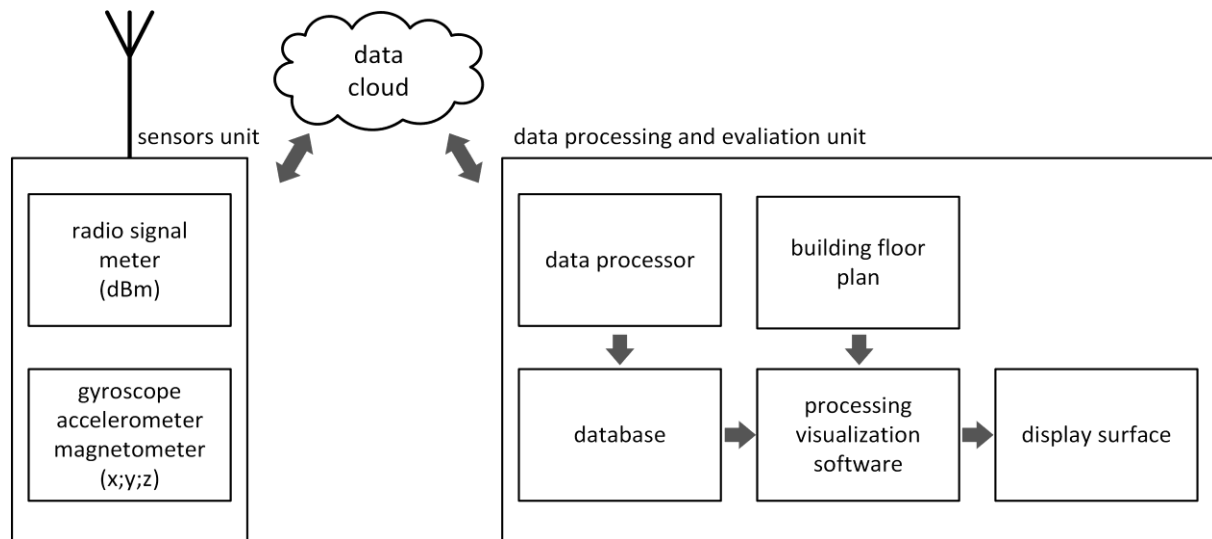 data
cloud
sensors unit
data processing and evaliation unit
radio signal
meter
(dBm)
gyroscope
accelerometer
magnetometer
(x;y;z)
data processor
building floor
plan
database
processing
visualization
software
display surface